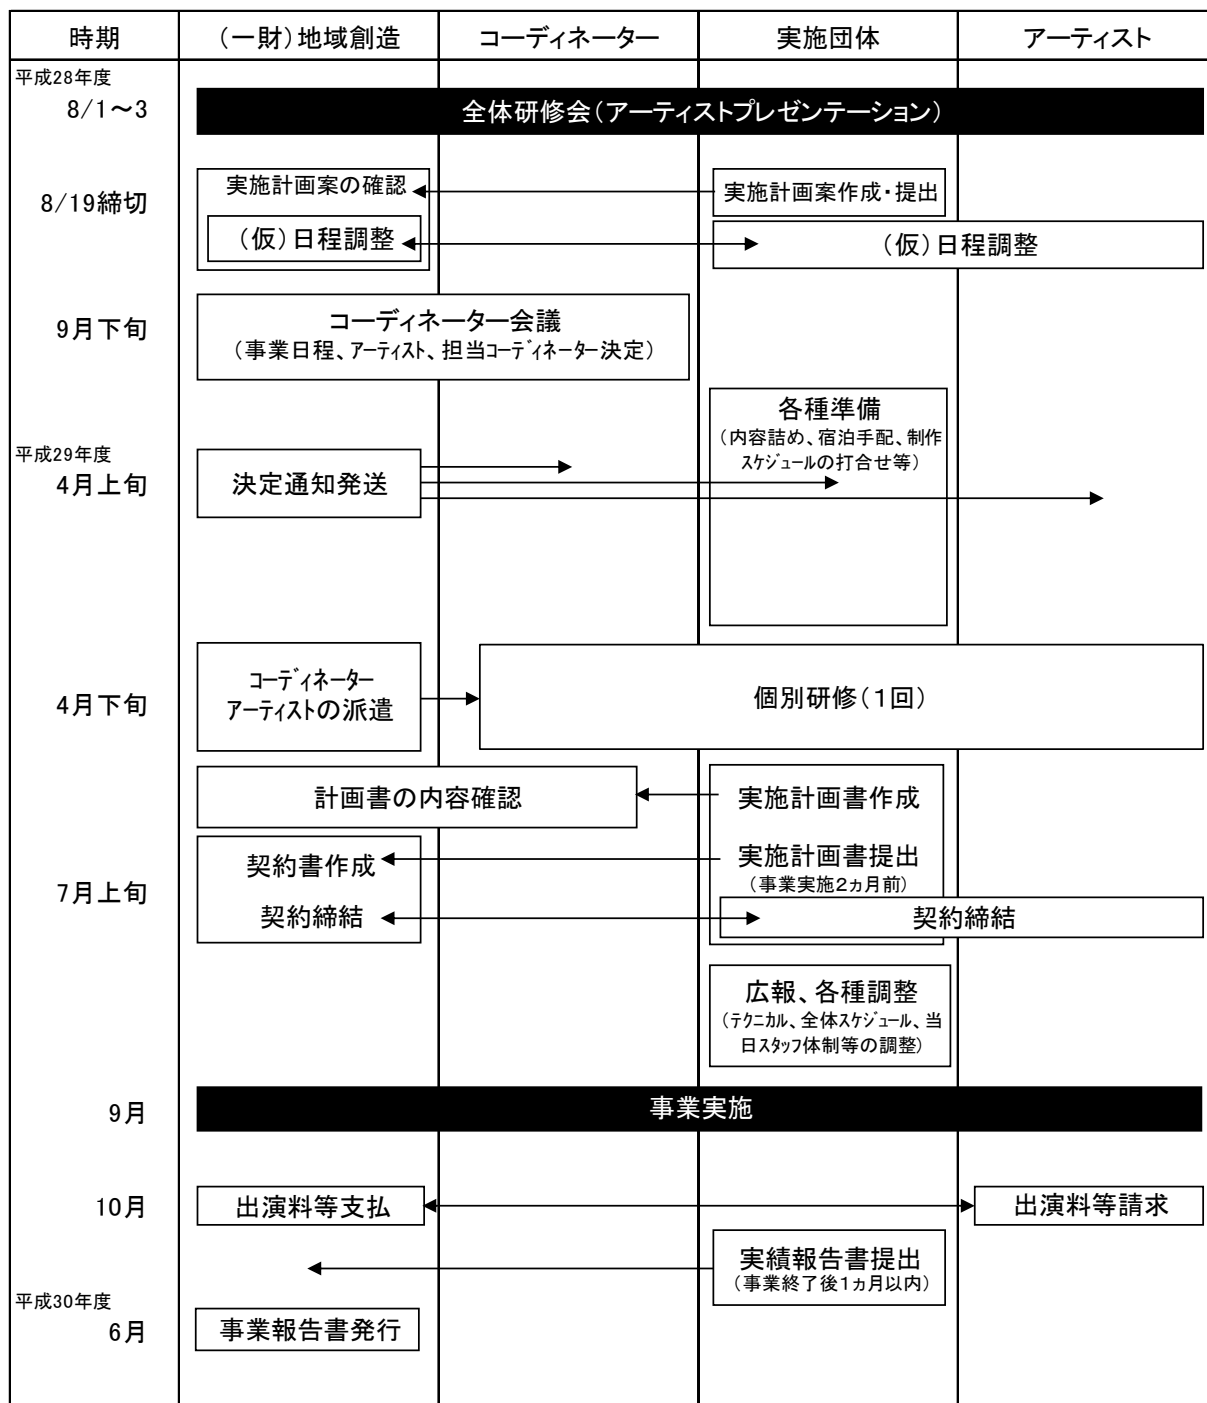 時期 (一財)地域創造 コーディネーター 実施団体 アーティスト
平成28年度
8/1～3
全体研修会(アーティストプレゼンテーション)
8/19締切
実施計画案の確認
実施計画案作成・提出
(仮)日程調整
(仮)日程調整
9月下旬
コーディネーター会議
(事業日程、アーティスト、担当コーディネーター決定)
各種準備
(内容詰め、宿泊手配、制作
スケジュールの打合せ等)
平成29年度
4月上旬
決定通知発送
4月下旬
コーディネーター
アーティストの派遣
個別研修(1回)
計画書の内容確認
実施計画書作成
7月上旬
契約書作成
実施計画書提出
(事業実施2ヵ月前)
契約締結
契約締結
広報、各種調整
(テクニカル、全体スケジュール、当
日スタッフ体制等の調整)
9月
事業実施
10月
出演料等支払
出演料等請求
実績報告書提出
(事業終了後1ヵ月以内)
平成30年度
6月
事業報告書発行